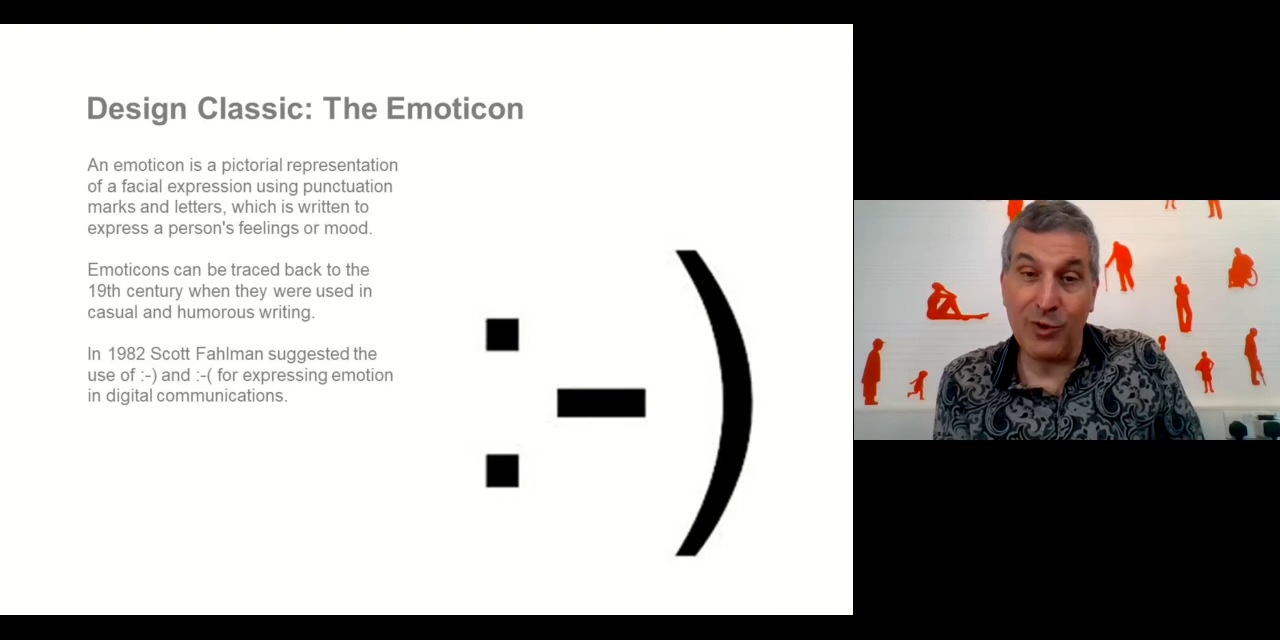 Design Classic: The Emoticon
An emoticon is a pictorial representation
of a facial expression using punctuation
marks and letters, which is written to
express a person's feelings or mood.
Emoticons can be traced back to the
19th century when they were used in
casual and humorous writing.
In 1982 Scott Fahlman suggested the
use of :-) and :-( for expressing emotion
in digital communications.
:-)